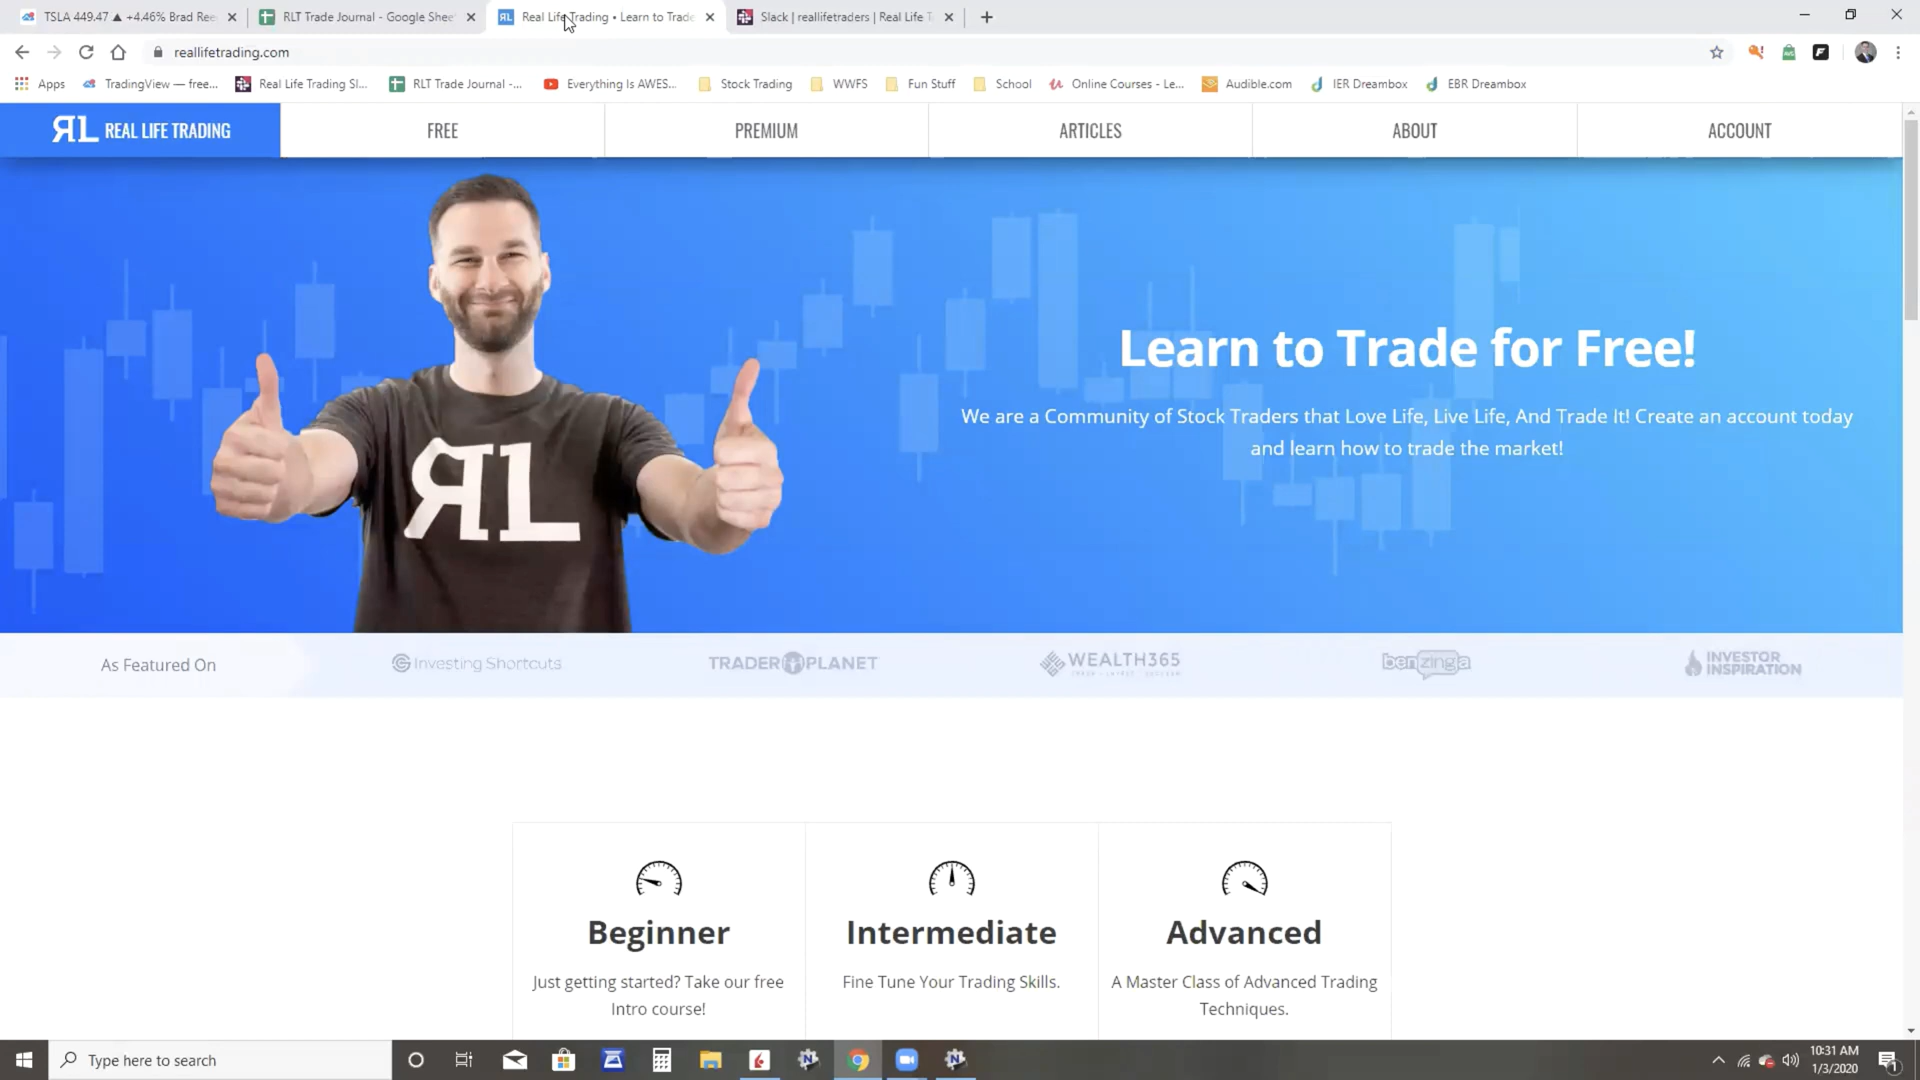 TSLA 449.47 ▲ +4.46% Brad Ree
RLT Trade Journal - Google Shee
Real Life Trading • Learn to Trade
Slack | reallifetraders | Real Life T
reallifetrading.com
Apps
TradingView — free...
Real Life Trading Sl...
RLT Trade Journal -...
Everything Is AWES...
Stock Trading
WWFS
Fun Stuff
School
Online Courses - Le...
Audible.com
IER Dreambox
EBR Dreambox
RL REAL LIFE TRADING
FREE
PREMIUM
ARTICLES
ABOUT
ACCOUNT
RL
Learn to Trade for Free!
We are a Community of Stock Traders that Love Life, Live Life, And Trade It! Create an account today
and learn how to trade the market!
As Featured On
Investing Shortcuts
TRADER PLANET
WEALTH365
benzinga
INVESTOR
INSPIRATION
Beginner
Just getting started? Take our free
Intro course!
Intermediate
Fine Tune Your Trading Skills.
Advanced
A Master Class of Advanced Trading
Techniques.
Type here to search
10:31 AM
1/3/2020
1